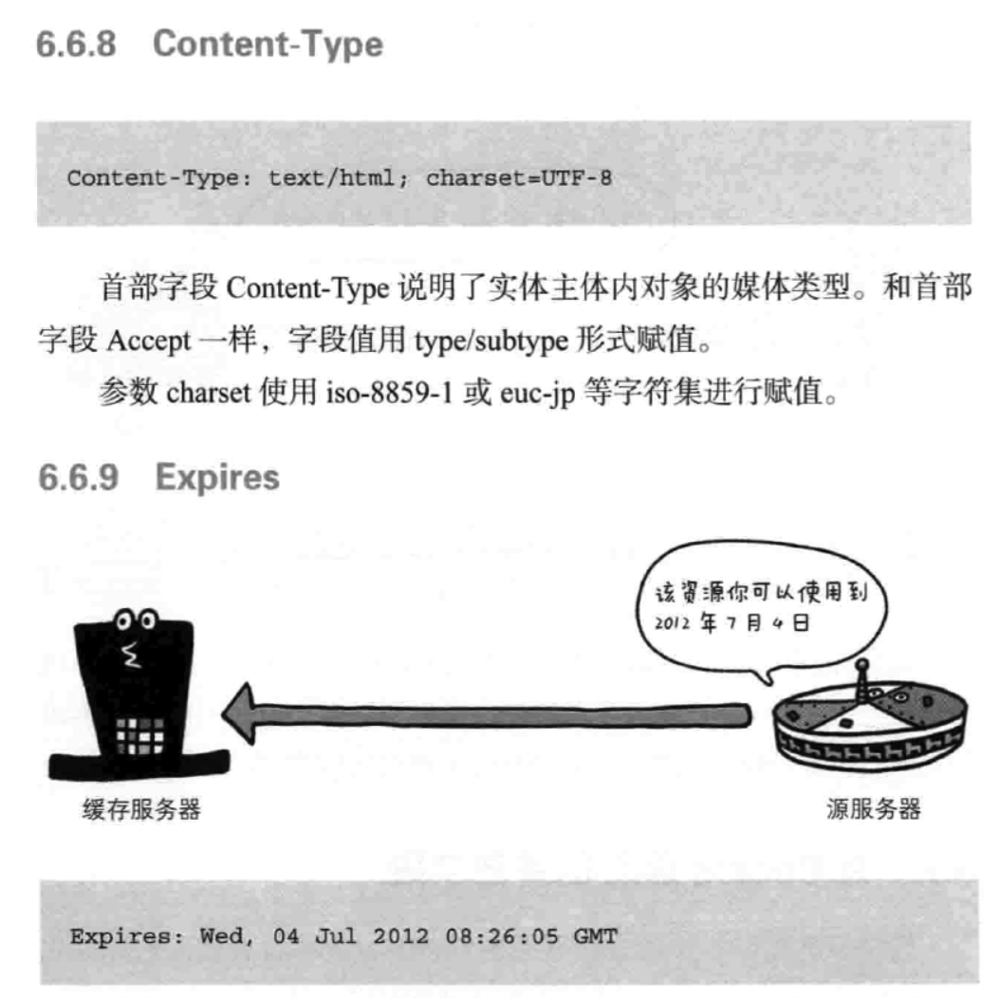 6.6.8 Content-Type
Content-Type: text/html; charset=UTF-8
首部字段 Content-Type 说明了实体主体内对象的媒体类型。和首部
字段 Accept 一样，字段值用 type/subtype 形式赋值。
参数 charset 使用 iso-8859-1 或 euc-jp 等字符集进行赋值。
6.6.9 Expires
该资源你可以使用到
2012 年 7 月 4 日
缓存服务器
源服务器
Expires: Wed, 04 Jul 2012 08:26:05 GMT